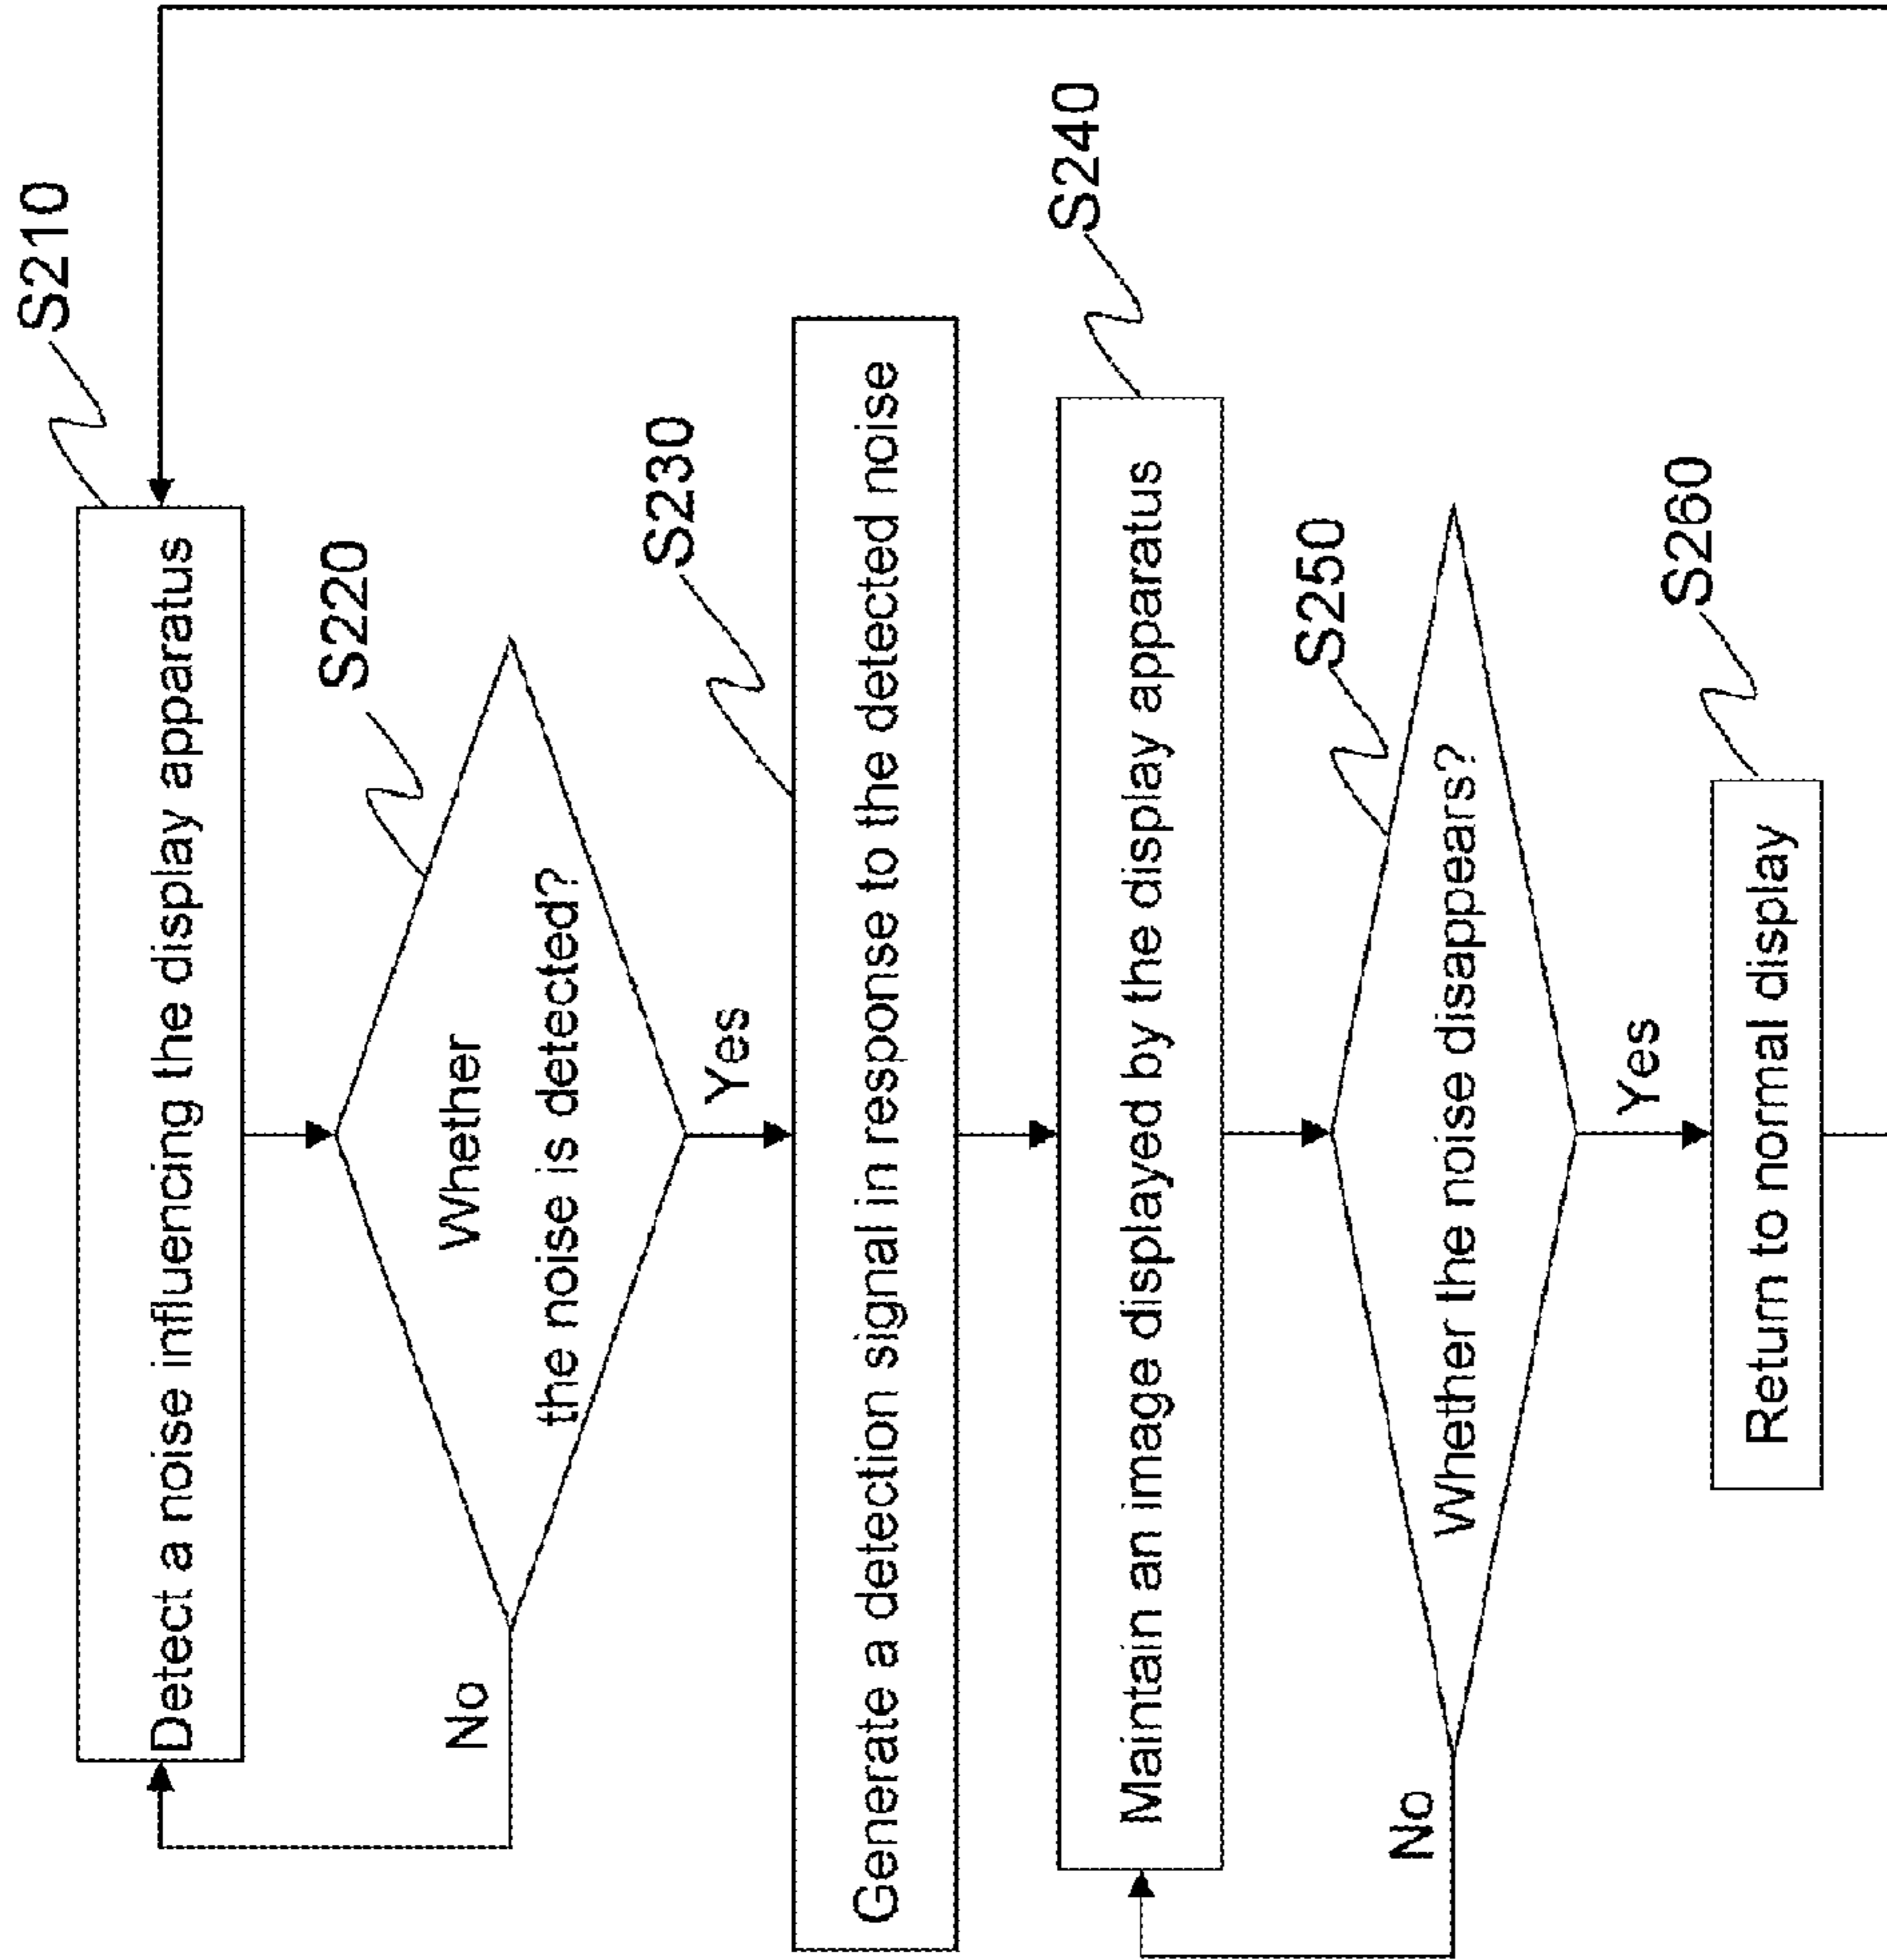 S210
Detect a noise influencing the display apparatus
S220
Whether
the noise is detected?
No
Yes
S230
Generate a detection signal in response to the detected noise
S240
Maintain an image displayed by the display apparatus
S250
Whether the noise disappears?
No
Yes
S260
Return to normal display